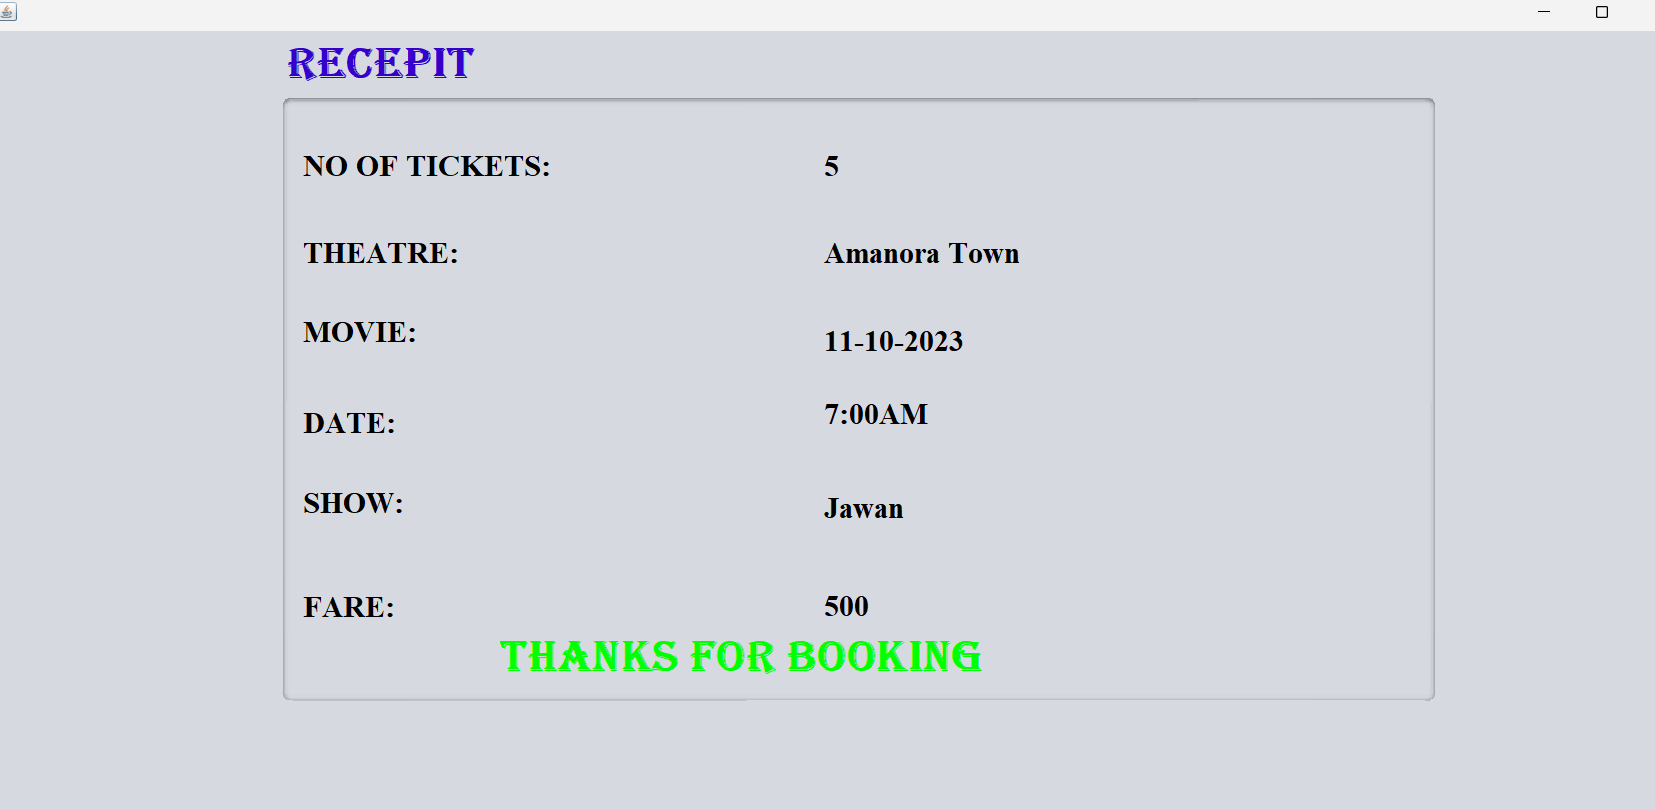 RECEPIT
NO OF TICKETS: 5
THEATRE: Amanora Town
MOVIE: 11-10-2023
DATE: 7:00AM
SHOW: Jawan
FARE: 500
THANKS FOR BOOKING